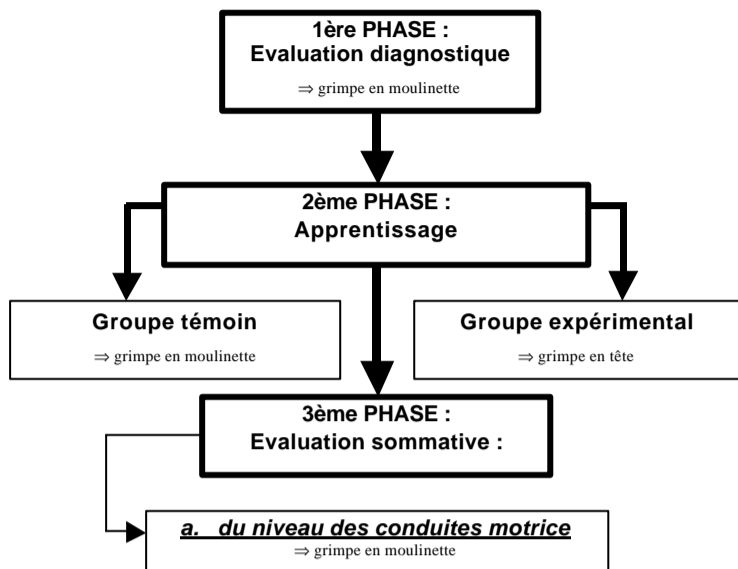 1ère PHASE :
Evaluation diagnostique
⇒ grimpe en moulinette
2ème PHASE :
Apprentissage
Groupe témoin
⇒ grimpe en moulinette
Groupe expérimental
⇒ grimpe en tête
3ème PHASE :
Evaluation sommative :
a. du niveau des conduites motrice
⇒ grimpe en moulinette